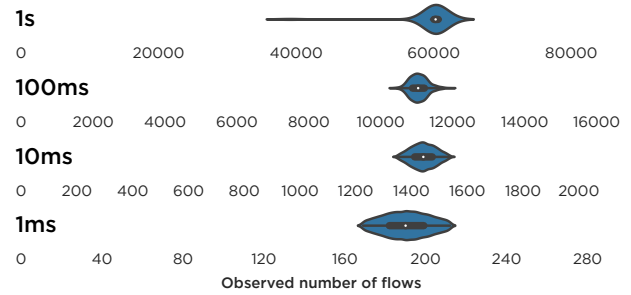 1s
0 20000 40000 60000 80000
100ms
0 2000 4000 6000 8000 10000 12000 14000 16000
10ms
0 200 400 600 800 1000 1200 1400 1600 1800 2000
1ms
0 40 80 120 160 200 240 280
Observed number of flows